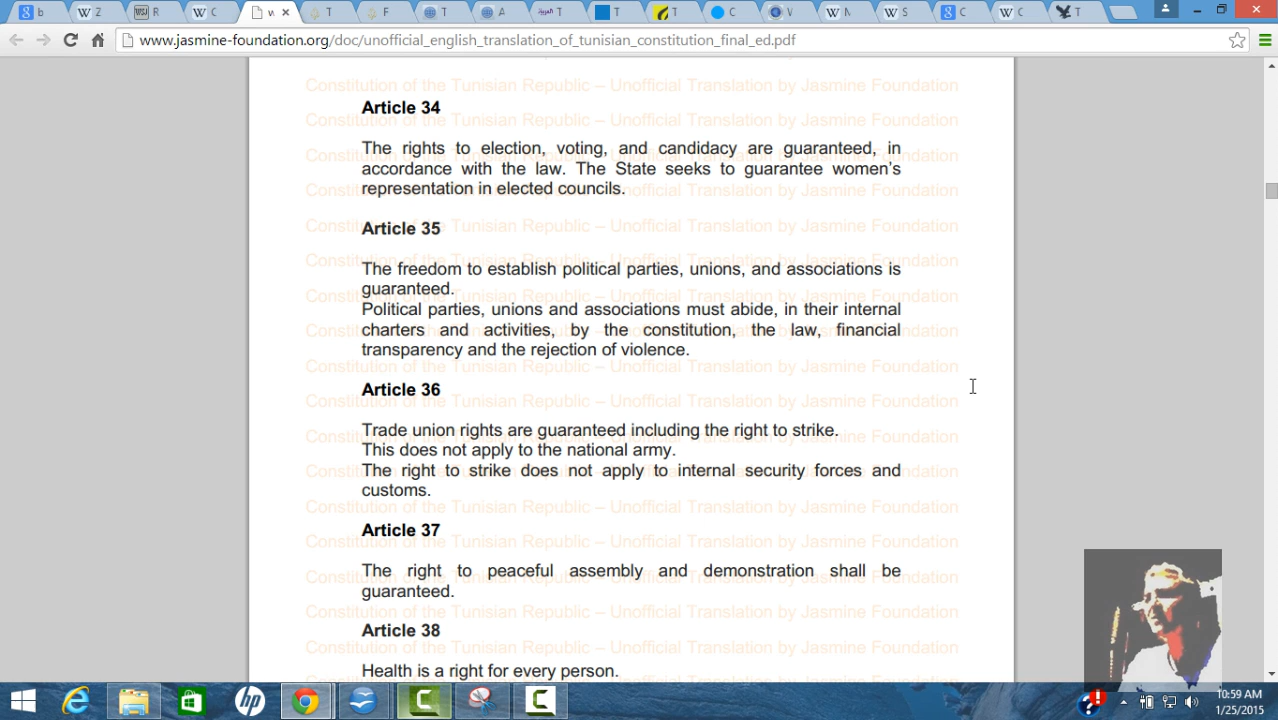 b
Z
R
C
w
T
F
T
A
T
T
T
C
V
N
S
C
C
T
www.jasmine-foundation.org/doc/unofficial_english_translation_of_tunisian_constitution_final_ed.pdf
Constitution of the Tunisian Republic – Unofficial Translation by Jasmine Foundation
Article 34
The rights to election, voting, and candidacy are guaranteed, in
accordance with the law. The State seeks to guarantee women's
representation in elected councils.
Article 35
The freedom to establish political parties, unions, and associations is
guaranteed.
Political parties, unions and associations must abide, in their internal
charters and activities, by the constitution, the law, financial
transparency and the rejection of violence.
Article 36
Trade union rights are guaranteed including the right to strike.
This does not apply to the national army.
The right to strike does not apply to internal security forces and
customs.
Article 37
The right to peaceful assembly and demonstration shall be
guaranteed.
Article 38
Health is a right for every person.
10:59 AM
1/25/2015